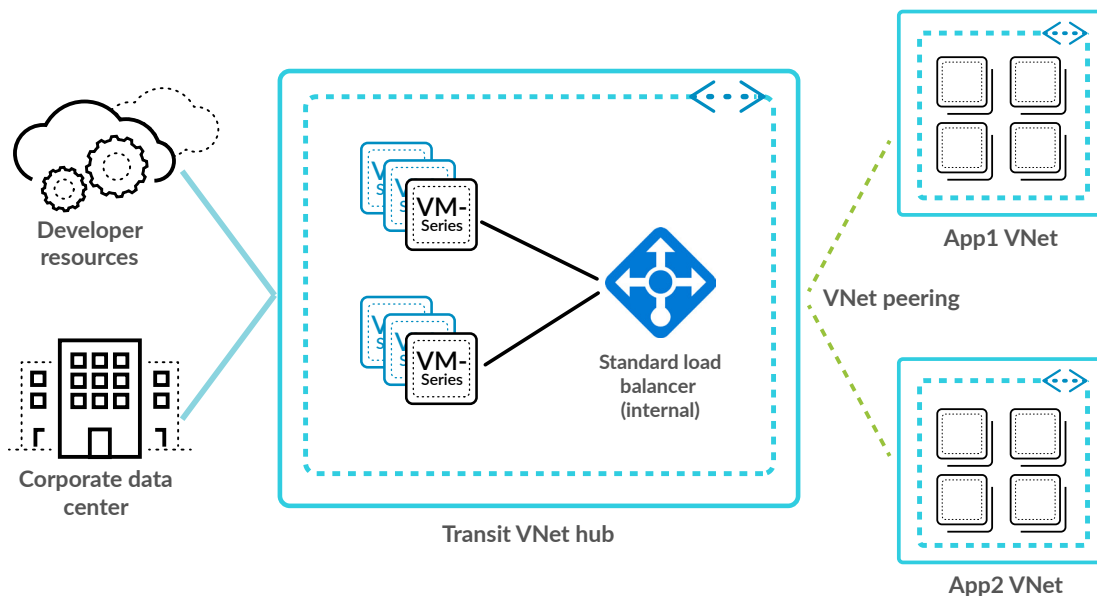 Developer
resources
Corporate data
center
V
S
V
S
VM-
Series
V
S
V
S
VM-
Series
Standard load
balancer
(internal)
Transit VNet hub
VNet peering
App1 VNet
App2 VNet